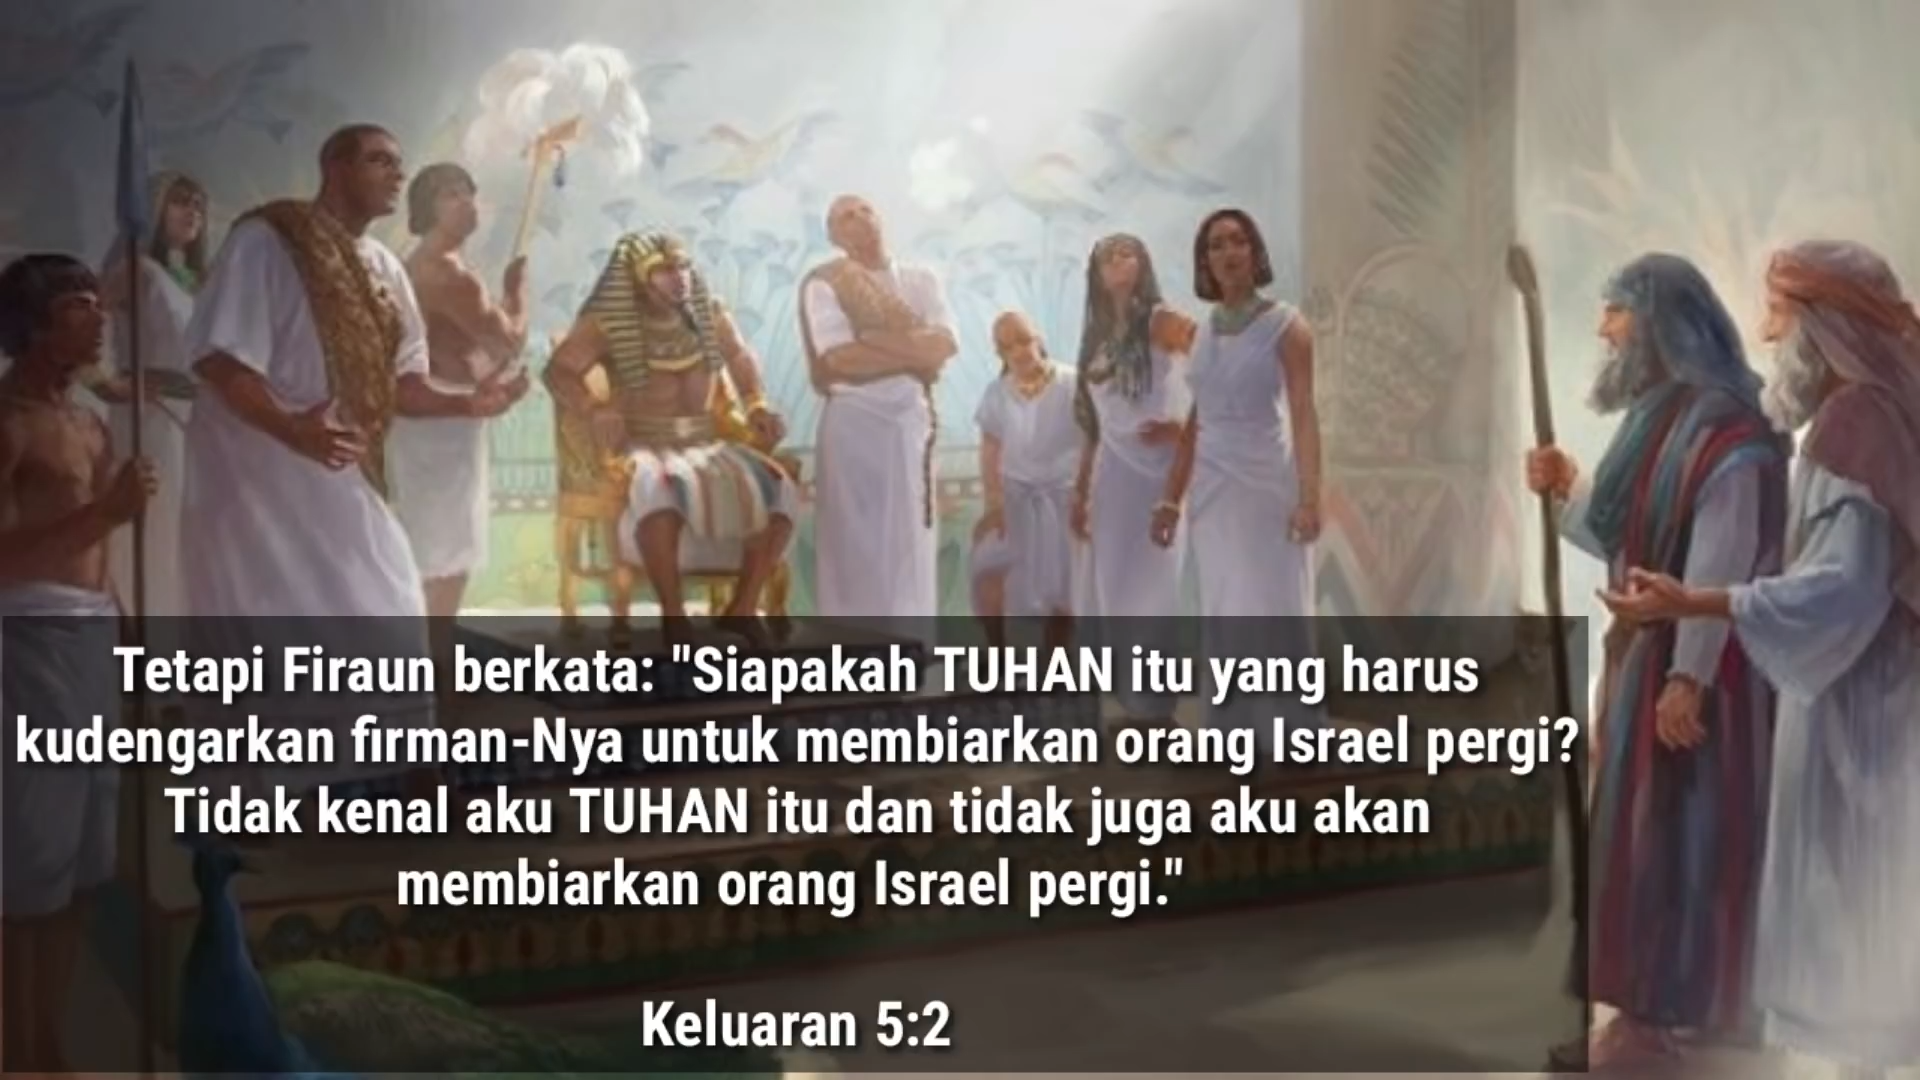 Tetapi Firaun berkata: "Siapakah TUHAN itu yang harus
kudengarkan firman-Nya untuk membiarkan orang Israel pergi?
Tidak kenal aku TUHAN itu dan tidak juga aku akan
membiarkan orang Israel pergi."
Keluaran 5:2